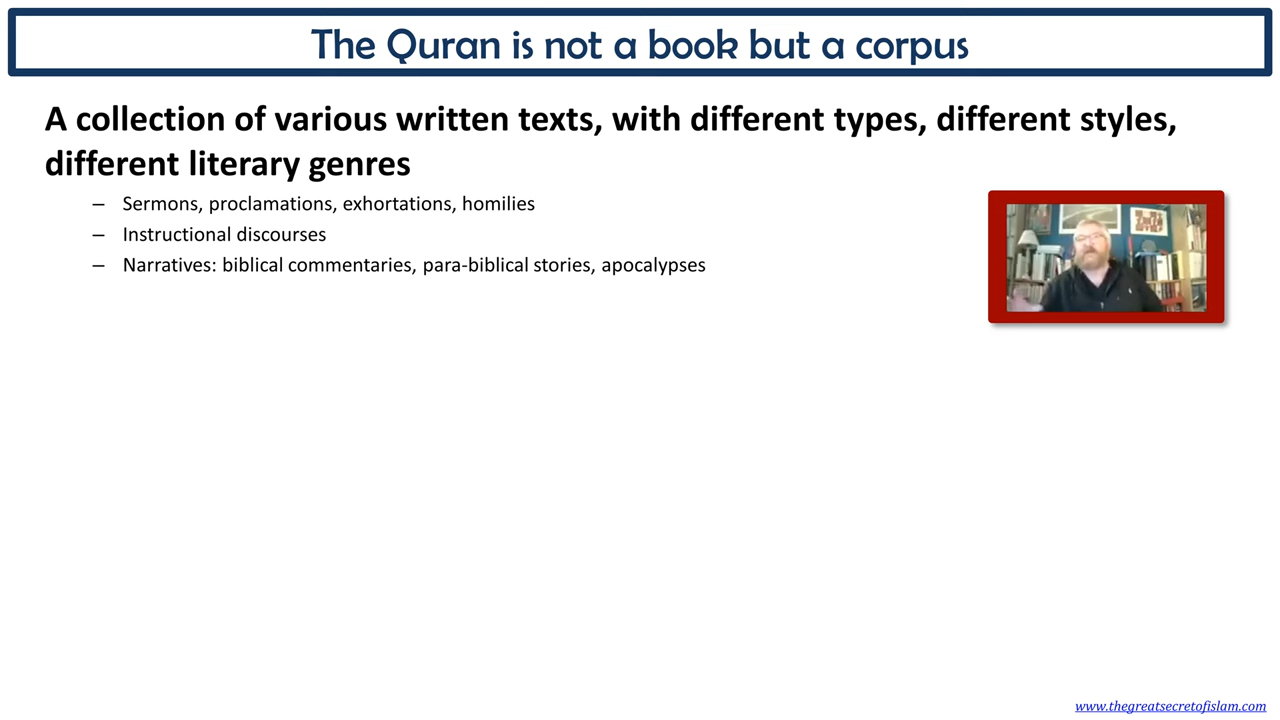 The Quran is not a book but a corpus
A collection of various written texts, with different types, different styles,
different literary genres
– Sermons, proclamations, exhortations, homilies
– Instructional discourses
– Narratives: biblical commentaries, para-biblical stories, apocalypses
www.thegreatsecretofislam.com